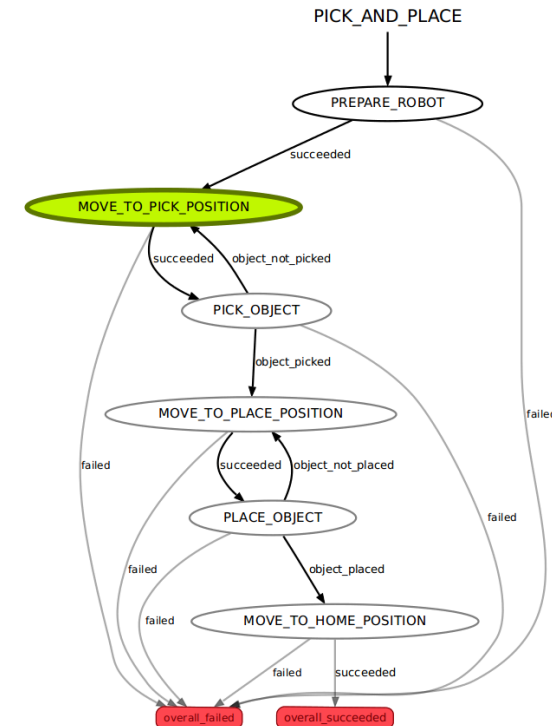 PICK_AND_PLACE
PREPARE_ROBOT
succeeded
MOVE_TO_PICK_POSITION
succeeded
object_not_picked
PICK_OBJECT
object_picked
MOVE_TO_PLACE_POSITION
failed
failed
succeeded
object_not_placed
PLACE_OBJECT
failed
failed
object_placed
failed
MOVE_TO_HOME_POSITION
failed
succeeded
overall_failed
overall_succeeded